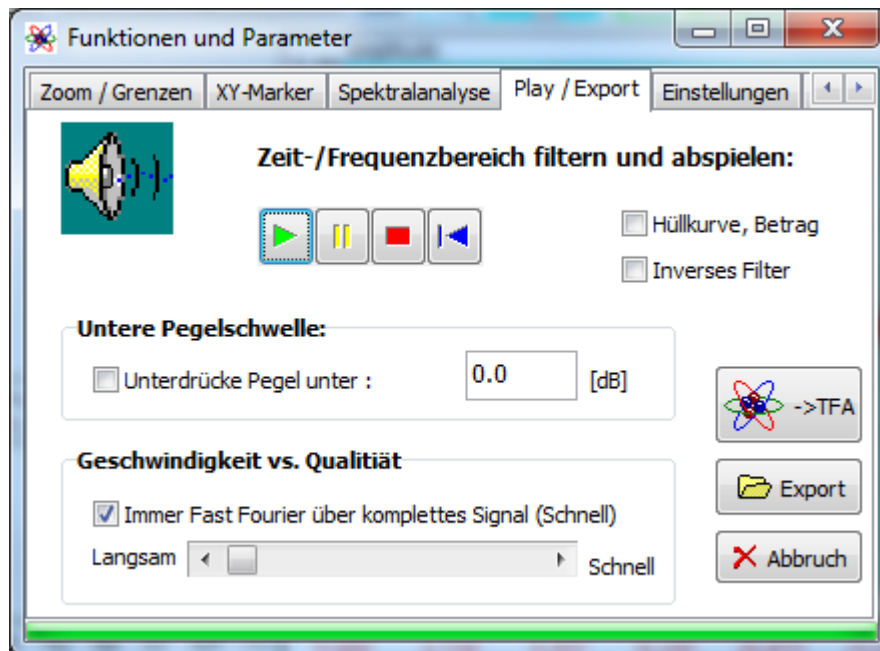 Funktionen und Parameter
Zoom / Grenzen XY-Marker Spektralanalyse Play / Export Einstellungen
Zeit-/Frequenzbereich filtern und abspielen:
Hüllkurve, Betrag
Inverses Filter
Untere Pegelschwelle:
Unterdrücke Pegel unter : 0.0 [dB]
->TFA
Geschwindigkeit vs. Qualitiät
Export
Immer Fast Fourier über komplettes Signal (Schnell)
Langsam Schnell
Abbruch